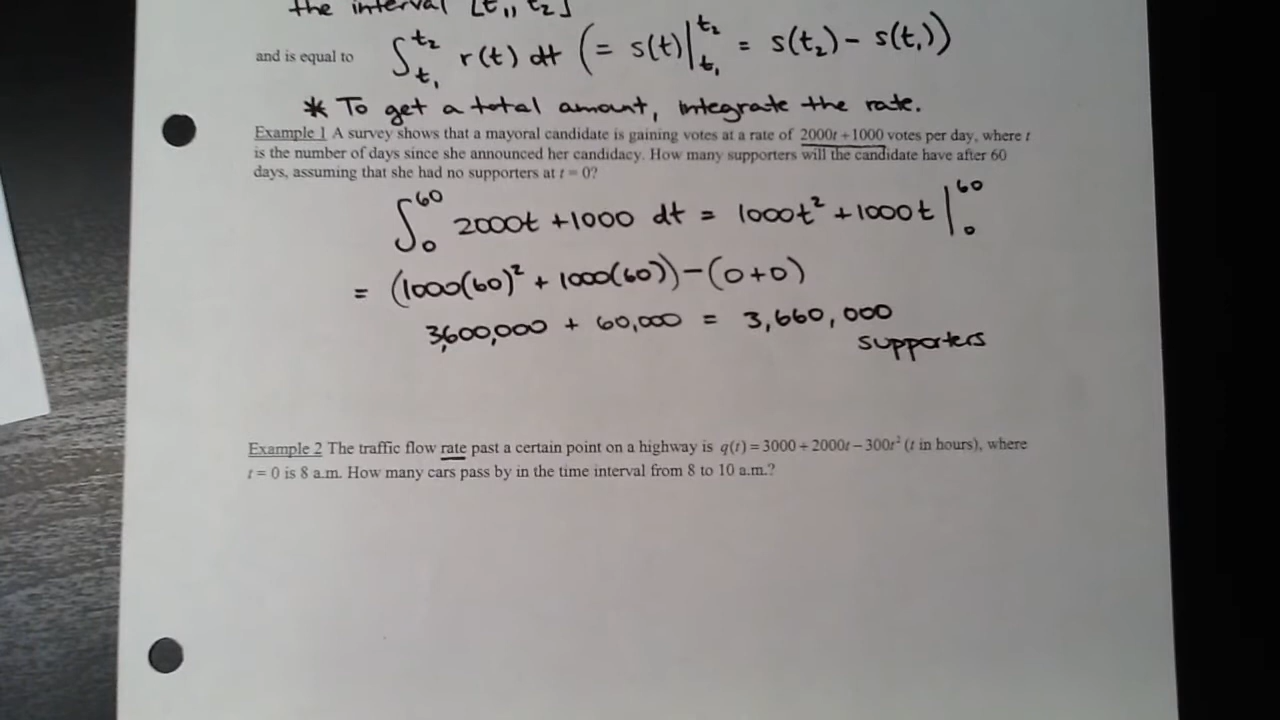 the interval [t₁, t₂]
and is equal to ∫_{t₁}^{t₂} r(t) dt (= s(t)|_{t₁}^{t₂} = s(t₂) - s(t₁))
* To get a total amount, integrate the rate.
Example 1 A survey shows that a mayoral candidate is gaining votes at a rate of 2000t + 1000 votes per day, where t
is the number of days since she announced her candidacy. How many supporters will the candidate have after 60
days, assuming that she had no supporters at t = 0?
∫_0^{60} 2000t + 1000 dt = 1000t² + 1000t |_0^{60}
= (1000(60)² + 1000(60)) - (0+0)
3,600,000 + 60,000 = 3,660,000
supporters
Example 2 The traffic flow rate past a certain point on a highway is q(t) = 3000 + 2000t − 300t² (t in hours), where
t = 0 is 8 a.m. How many cars pass by in the time interval from 8 to 10 a.m.?